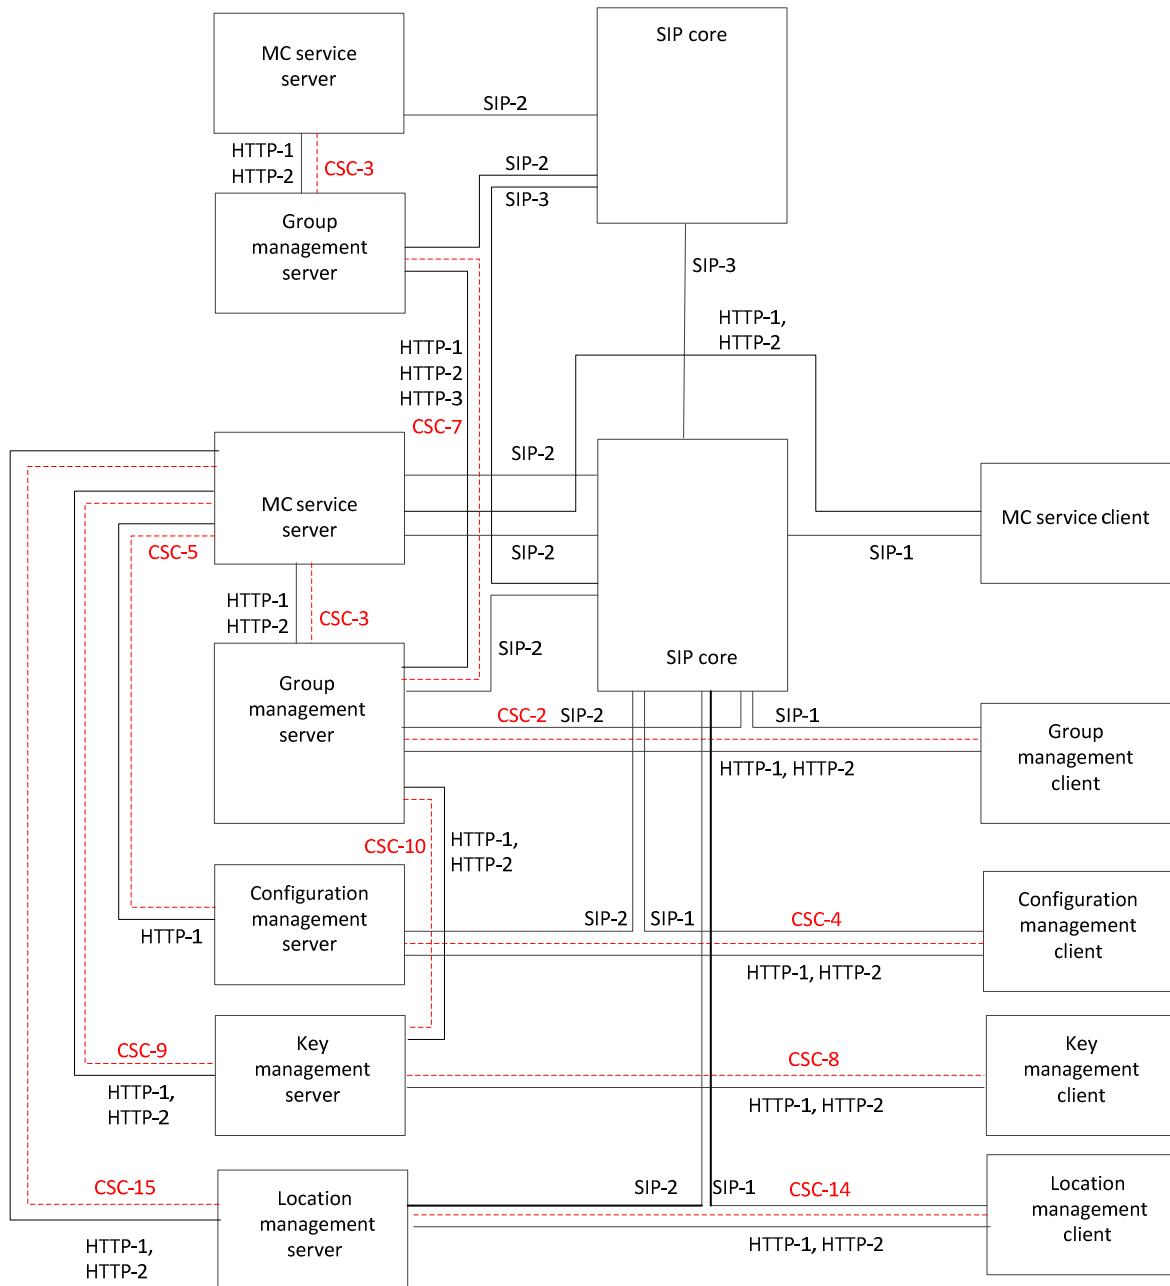 MC service
server
SIP core
SIP-2
HTTP-1
HTTP-2
CSC-3
SIP-2
SIP-3
Group
management
server
SIP-3
HTTP-1,
HTTP-2
HTTP-1
HTTP-2
HTTP-3
CSC-7
SIP-2
MC service
server
MC service client
CSC-5
SIP-2
SIP-1
HTTP-1
HTTP-2
CSC-3
SIP-2
SIP core
Group
management
server
CSC-2
SIP-2
SIP-1
Group
management
client
HTTP-1, HTTP-2
HTTP-1,
HTTP-2
CSC-10
Configuration
management
server
HTTP-1
SIP-2
SIP-1
CSC-4
Configuration
management
client
HTTP-1, HTTP-2
CSC-9
HTTP-1,
HTTP-2
Key
management
server
CSC-8
HTTP-1, HTTP-2
Key
management
client
CSC-15
HTTP-1,
HTTP-2
Location
management
server
SIP-2
SIP-1
CSC-14
HTTP-1, HTTP-2
Location
management
client